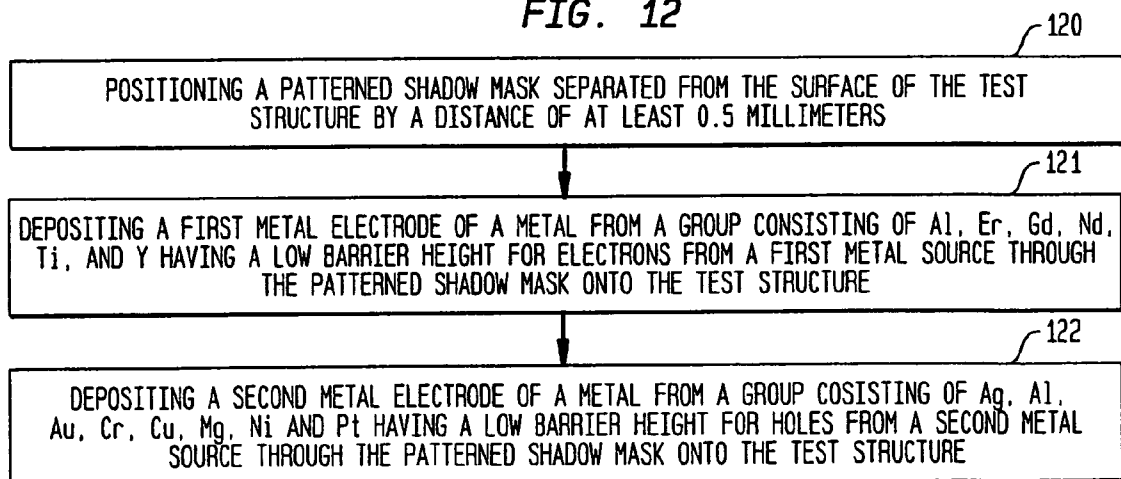 FIG. 12
120
POSITIONING A PATTERNED SHADOW MASK SEPARATED FROM THE SURFACE OF THE TEST
STRUCTURE BY A DISTANCE OF AT LEAST 0.5 MILLIMETERS
121
DEPOSITING A FIRST METAL ELECTRODE OF A METAL FROM A GROUP CONSISTING OF Al, Er, Gd, Nd,
Ti, AND Y HAVING A LOW BARRIER HEIGHT FOR ELECTRONS FROM A FIRST METAL SOURCE THROUGH
THE PATTERNED SHADOW MASK ONTO THE TEST STRUCTURE
122
DEPOSITING A SECOND METAL ELECTRODE OF A METAL FROM A GROUP COSISTING OF Ag, Al,
Au, Cr, Cu, Mg, Ni AND Pt HAVING A LOW BARRIER HEIGHT FOR HOLES FROM A SECOND METAL
SOURCE THROUGH THE PATTERNED SHADOW MASK ONTO THE TEST STRUCTURE